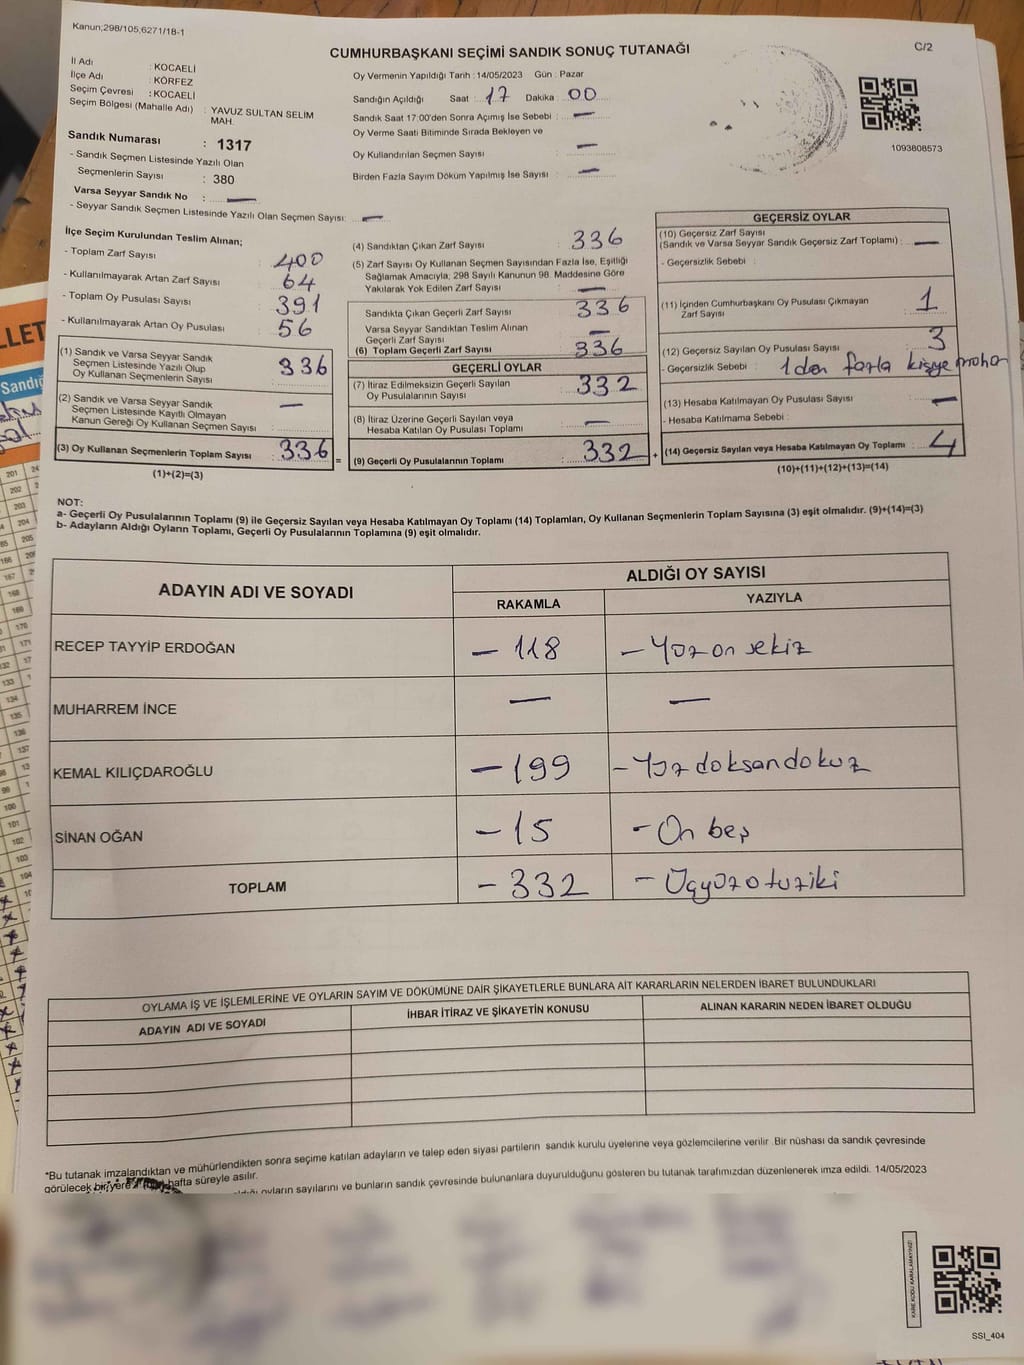 Kanun;298/105,6271/18-1
C/2
CUMHURBAŞKANI SEÇİMİ SANDIK SONUÇ TUTANAĞI
İl Adı : KOCAELİ
İlçe Adı : KÖRFEZ
Seçim Çevresi : KOCAELİ
Seçim Bölgesi (Mahalle Adı) : YAVUZ SULTAN SELİM
MAH.
Sandık Numarası : 1317
- Sandık Seçmen Listesinde Yazılı Olan
Seçmenlerin Sayısı : 380
Varsa Seyyar Sandık No : —
- Seyyar Sandık Seçmen Listesinde Yazılı Olan Seçmen Sayısı: —
Oy Vermenin Yapıldığı Tarih : 14/05/2023 Gün : Pazar
Sandığın Açıldığı Saat : 17 Dakika : 00
Sandık Saat 17:00'den Sonra Açımış İse Sebebi : —
Oy Verme Saati Bitiminde Sırada Bekleyen ve
Oy Kullandırılan Seçmen Sayısı : —
Birden Fazla Sayım Döküm Yapılmış İse Sayısı : —
1093808573
İlçe Seçim Kurulundan Teslim Alınan;
- Toplam Zarf Sayısı : 400
- Kullanılmayarak Artan Zarf Sayısı : 64
- Toplam Oy Pusulası Sayısı : 391
- Kullanılmayarak Artan Oy Pusulası : 56
(1) Sandık ve Varsa Seyyar Sandık
Seçmen Listesinde Yazılı Olup
Oy Kullanan Seçmenlerin Sayısı : 336
(2) Sandık ve Varsa Seyyar Sandık
Seçmen Listesinde Kayıtlı Olmayan
Kanun Gereği Oy Kullanan Seçmen Sayısı : —
(3) Oy Kullanan Seçmenlerin Toplam Sayısı : 336
(1)+(2)=(3)
=
(4) Sandıktan Çıkan Zarf Sayısı : 336
(5) Zarf Sayısı Oy Kullanan Seçmen Sayısından Fazla İse, Eşitliği
Sağlamak Amacıyla; 298 Sayılı Kanunun 98. Maddesine Göre
Yakılarak Yok Edilen Zarf Sayısı : —
Sandıkta Çıkan Geçerli Zarf Sayısı : 336
Varsa Seyyar Sandıktan Teslim Alınan
Geçerli Zarf Sayısı : —
(6) Toplam Geçerli Zarf Sayısı : 336
GEÇERLİ OYLAR
(7) İtiraz Edilmeksizin Geçerli Sayılan
Oy Pusulalarının Sayısı : 332
(8) İtiraz Üzerine Geçerli Sayılan veya
Hesaba Katılan Oy Pusulası Toplamı : —
(9) Geçerli Oy Pusulalarının Toplamı : 332
+
GEÇERSİZ OYLAR
(10) Geçersiz Zarf Sayısı
(Sandık ve Varsa Seyyar Sandık Geçersiz Zarf Toplamı) : —
- Geçersizlik Sebebi :
(11) İçinden Cumhurbaşkanı Oy Pusulası Çıkmayan
Zarf Sayısı : 1
(12) Geçersiz Sayılan Oy Pusulası Sayısı : 3
- Geçersizlik Sebebi : 1den fazla kişiye
(13) Hesaba Katılmayan Oy Pusulası Sayısı : —
- Hesaba Katılmama Sebebi :
(14) Geçersiz Sayılan veya Hesaba Katılmayan Oy Toplamı : 4
(10)+(11)+(12)+(13)=(14)
NOT:
a- Geçerli Oy Pusulalarının Toplamı (9) ile Geçersiz Sayılan veya Hesaba Katılmayan Oy Toplamı (14) Toplamları, Oy Kullanan Seçmenlerin Toplam Sayısına (3) eşit olmalıdır. (9)+(14)=(3)
b- Adayların Aldığı Oyların Toplamı, Geçerli Oy Pusulalarının Toplamına (9) eşit olmalıdır.
ADAYIN ADI VE SOYADI
ALDIĞI OY SAYISI
RAKAMLA YAZIYLA
RECEP TAYYİP ERDOĞAN – 118 – Yüz on sekiz
MUHARREM İNCE — —
KEMAL KILIÇDAROĞLU – 199 – Yüz doksan dokuz
SİNAN OĞAN – 15 – On beş
TOPLAM – 332 – Üçyüzotuziki
OYLAMA İŞ VE İŞLEMLERİNE VE OYLARIN SAYIM VE DÖKÜMÜNE DAİR ŞİKAYETLERLE BUNLARA AİT KARARLARIN NELERDEN İBARET BULUNDUKLARI
ADAYIN ADI VE SOYADI İHBAR İTİRAZ VE ŞİKAYETİN KONUSU ALINAN KARARIN NEDEN İBARET OLDUĞU
*Bu tutanak imzalandıktan ve mühürlendikten sonra seçime katılan adayların ve talep eden siyasi partilerin sandık kurulu üyelerine veya gözlemcilerine verilir .Bir nüshası da sandık çevresinde
görülecek bir yere hafta süreyle asılır.
oyların sayılarını ve bunların sandık çevresinde bulunanlara duyurulduğunu gösteren bu tutanak tarafımızdan düzenlenerek imza edildi. 14/05/2023
SSI_404